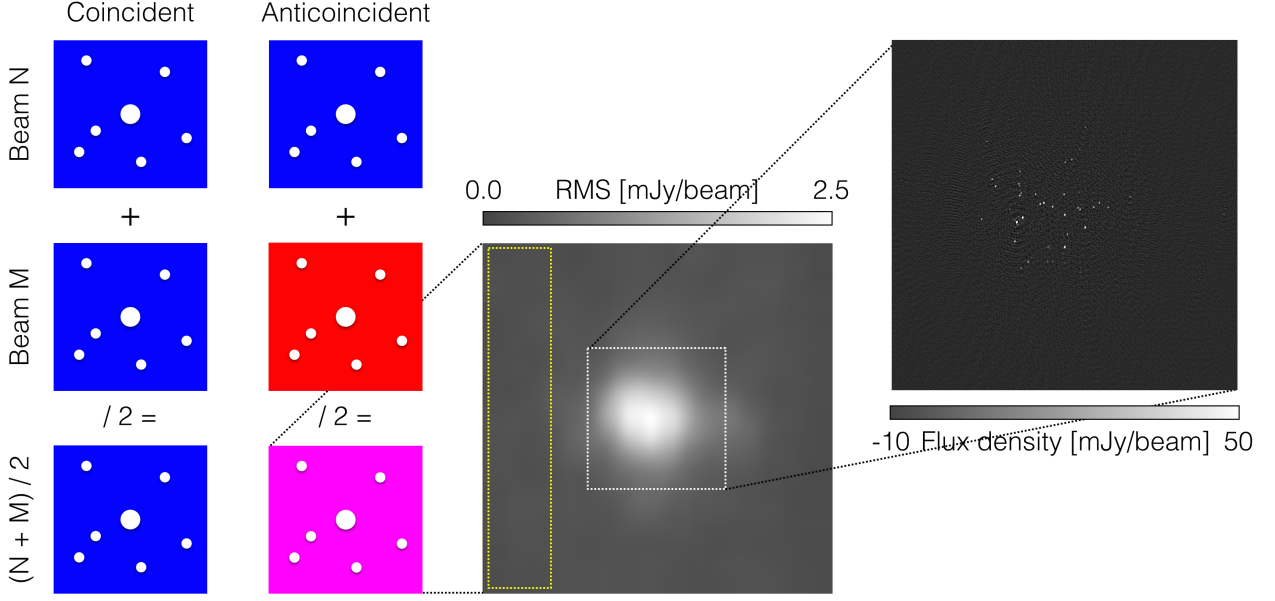 Coincident
Anticoincident
Beam N
+
+
Beam M
/ 2 =
/ 2 =
(N + M) / 2
0.0 RMS [mJy/beam] 2.5
-10 Flux density [mJy/beam] 50